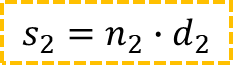 s₂ = n₂ · d₂